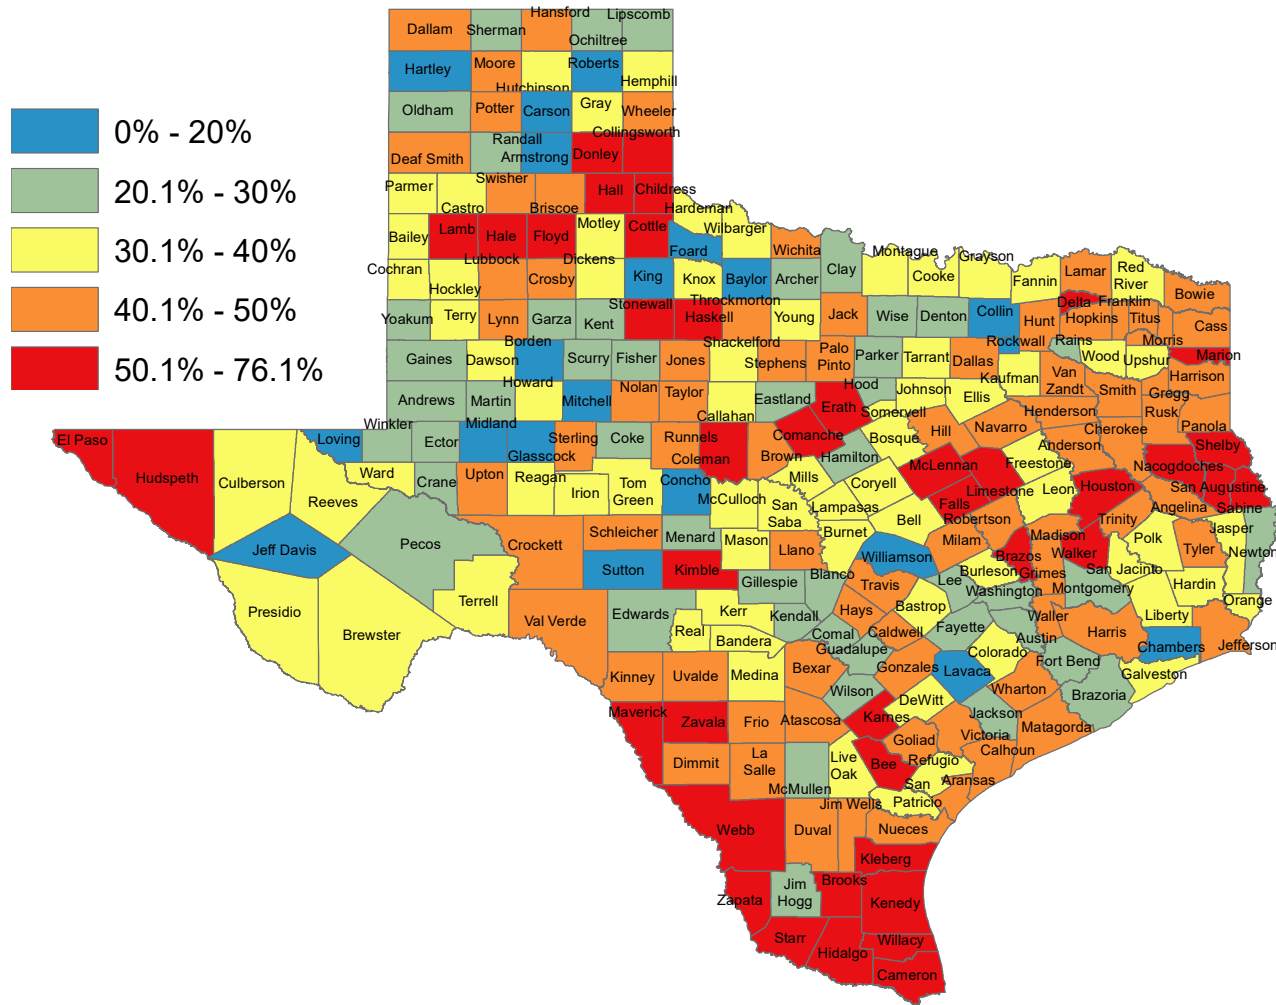 0% - 20%
20.1% - 30%
30.1% - 40%
40.1% - 50%
50.1% - 76.1%
Dallam
Sherman
Hansford
Ochiltree
Lipscomb
Hartley
Moore
Hutchinson
Roberts
Hemphill
Oldham
Potter
Carson
Gray
Wheeler
Deaf Smith
Randall
Armstrong
Donley
Collingsworth
Parmer
Castro
Swisher
Briscoe
Hall
Childress
Hardeman
Bailey
Lamb
Hale
Floyd
Motley
Cottle
Foard
Wilbarger
Wichita
Clay
Montague
Cooke
Grayson
Fannin
Lamar
Red
River
Bowie
Cochran
Hockley
Lubbock
Crosby
Dickens
King
Knox
Baylor
Archer
Yoakum
Terry
Lynn
Garza
Kent
Stonewall
Haskell
Throckmorton
Young
Jack
Wise
Denton
Collin
Rockwall
Hunt
Delta
Hopkins
Franklin
Titus
Morris
Cass
Marion
Gaines
Dawson
Borden
Scurry
Fisher
Jones
Shackelford
Stephens
Palo
Pinto
Parker
Tarrant
Dallas
Kaufman
Rains
Wood
Upshur
Harrison
Gregg
Van
Zandt
Smith
Andrews
Martin
Howard
Mitchell
Nolan
Taylor
Callahan
Eastland
Erath
Hood
Somervell
Johnson
Ellis
Henderson
Rusk
Panola
Winkler
Loving
Ector
Midland
Glasscock
Sterling
Coke
Runnels
Coleman
Brown
Comanche
Hamilton
Bosque
Hill
Navarro
Anderson
Cherokee
Shelby
Nacogdoches
San Augustine
Sabine
El Paso
Hudspeth
Culberson
Reeves
Ward
Crane
Upton
Reagan
Irion
Tom
Green
Concho
McCulloch
San
Saba
Mills
Lampasas
Coryell
McLennan
Falls
Limestone
Freestone
Leon
Houston
Angelina
Trinity
Jeff Davis
Pecos
Crockett
Schleicher
Menard
Mason
Llano
Burnet
Bell
Milam
Robertson
Brazos
Madison
Grimes
Walker
San Jacinto
Polk
Tyler
Jasper
Newton
Presidio
Brewster
Terrell
Sutton
Kimble
Gillespie
Blanco
Williamson
Travis
Burleson
Lee
Washington
Montgomery
Hardin
Liberty
Orange
Val Verde
Edwards
Real
Kerr
Bandera
Kendall
Comal
Hays
Caldwell
Bastrop
Fayette
Austin
Waller
Harris
Chambers
Jefferson
Kinney
Uvalde
Medina
Bexar
Guadalupe
Gonzales
Lavaca
Colorado
Fort Bend
Galveston
Brazoria
Wharton
Matagorda
Maverick
Zavala
Frio
Atascosa
Wilson
Karnes
DeWitt
Jackson
Victoria
Calhoun
Goliad
Refugio
Aransas
Dimmit
La
Salle
McMullen
Live
Oak
Bee
San
Patricio
Jim Wells
Nueces
Webb
Duval
Kleberg
Zapata
Jim
Hogg
Brooks
Kenedy
Starr
Hidalgo
Willacy
Cameron